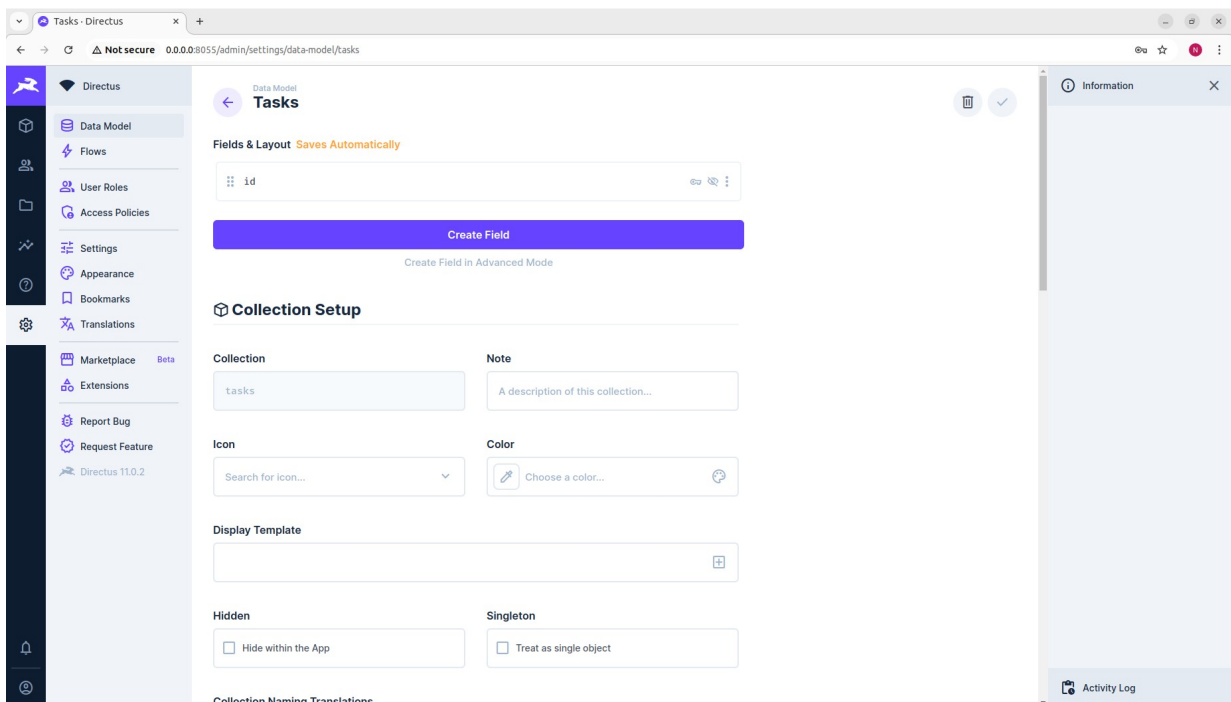 Tasks · Directus
Not secure 0.0.0.0:8055/admin/settings/data-model/tasks
N
Directus
Data Model
Flows
User Roles
Access Policies
Settings
Appearance
Bookmarks
Translations
Marketplace Beta
Extensions
Report Bug
Request Feature
Directus 11.0.2
Data Model
Tasks
Fields & Layout Saves Automatically
id
Create Field
Create Field in Advanced Mode
Collection Setup
Collection Note
tasks A description of this collection...
Icon Color
Search for icon... Choose a color...
Display Template
Hidden Singleton
Hide within the App Treat as single object
Collection Naming Translations
Information
Activity Log